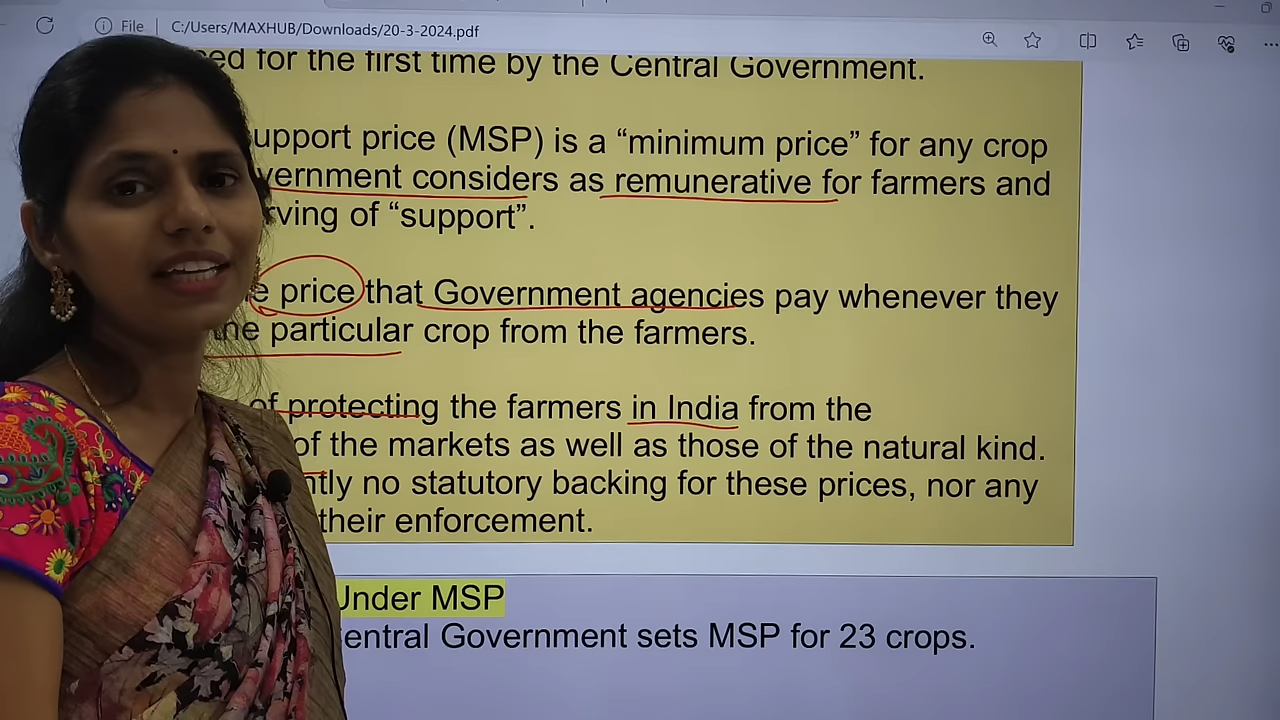 File | C:/Users/MAXHUB/Downloads/20-3-2024.pdf
for the first time by the Central Government.
upport price (MSP) is a “minimum price” for any crop
vernment considers as remunerative for farmers and
rving of “support”.
e price that Government agencies pay whenever they
the particular crop from the farmers.
of protecting the farmers in India from the
of the markets as well as those of the natural kind.
ntly no statutory backing for these prices, nor any
their enforcement.
Under MSP
entral Government sets MSP for 23 crops.